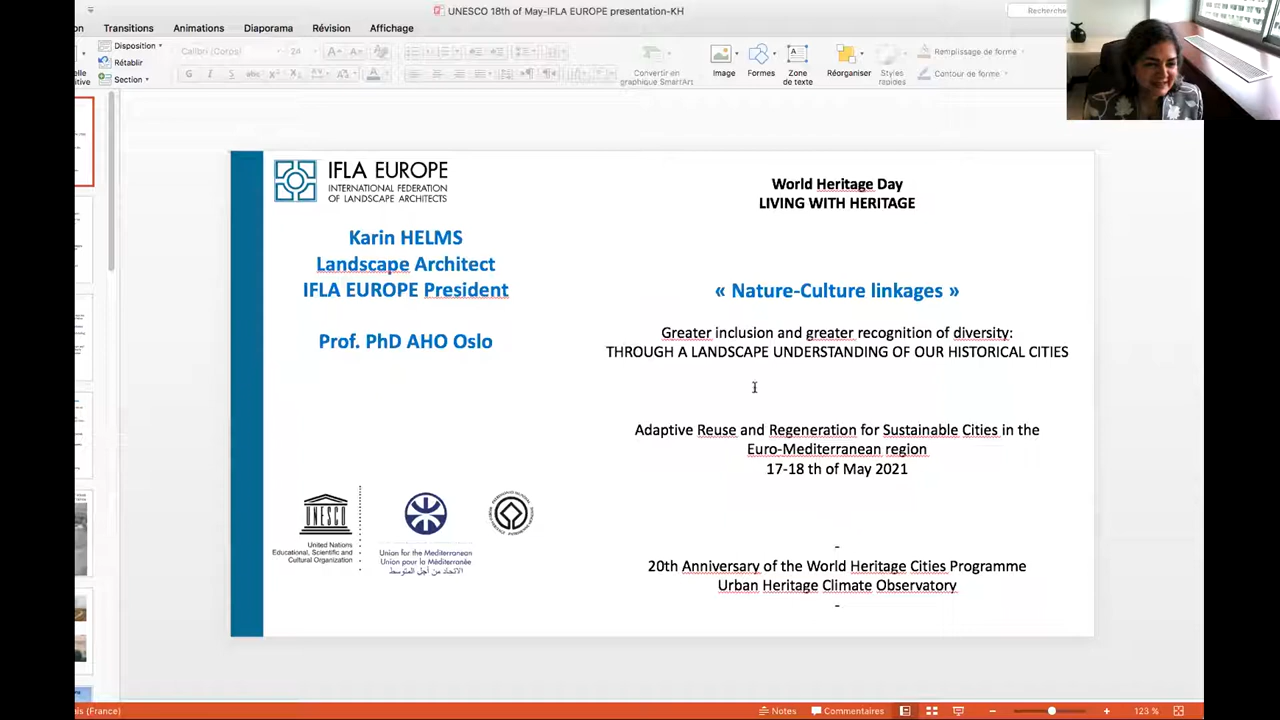 UNESCO 18th of May-IFLA EUROPE presentation-KH
Recherche
on
Transitions
Animations
Diaporama
Révision
Affichage
Disposition
Rétablir
Section
Calibri (Corps)
24
Convertir en
graphique SmartArt
Image
Formes
Zone
de texte
Réorganiser
Styles
rapides
Remplissage de forme
Contour de forme
IFLA EUROPE
INTERNATIONAL FEDERATION
OF LANDSCAPE ARCHITECTS
Karin HELMS
Landscape Architect
IFLA EUROPE President
Prof. PhD AHO Oslo
World Heritage Day
LIVING WITH HERITAGE
« Nature-Culture linkages »
Greater inclusion and greater recognition of diversity:
THROUGH A LANDSCAPE UNDERSTANDING OF OUR HISTORICAL CITIES
Adaptive Reuse and Regeneration for Sustainable Cities in the
Euro-Mediterranean region
17-18 th of May 2021
-
20th Anniversary of the World Heritage Cities Programme
Urban Heritage Climate Observatory
-
UNESCO
United Nations
Educational, Scientific and
Cultural Organization
Union for the Mediterranean
Union pour la Méditerranée
الاتحاد من أجل المتوسط
is (France)
Notes
Commentaires
123 %